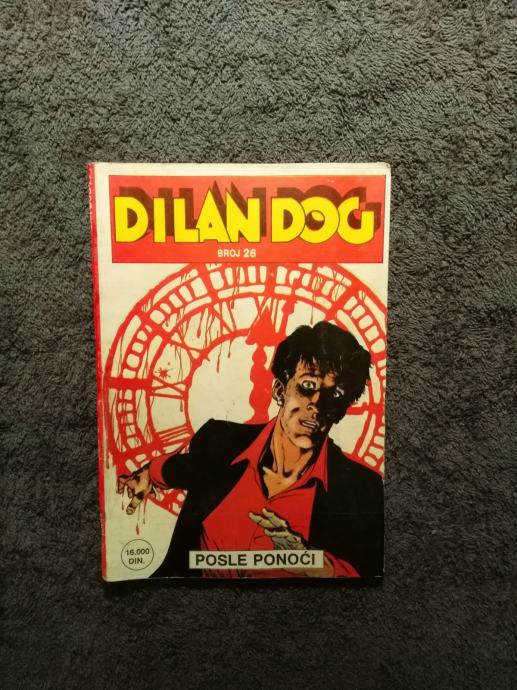 DILAN DOG
BROJ 26
16.000
DIN.
POSLE PONOĆI